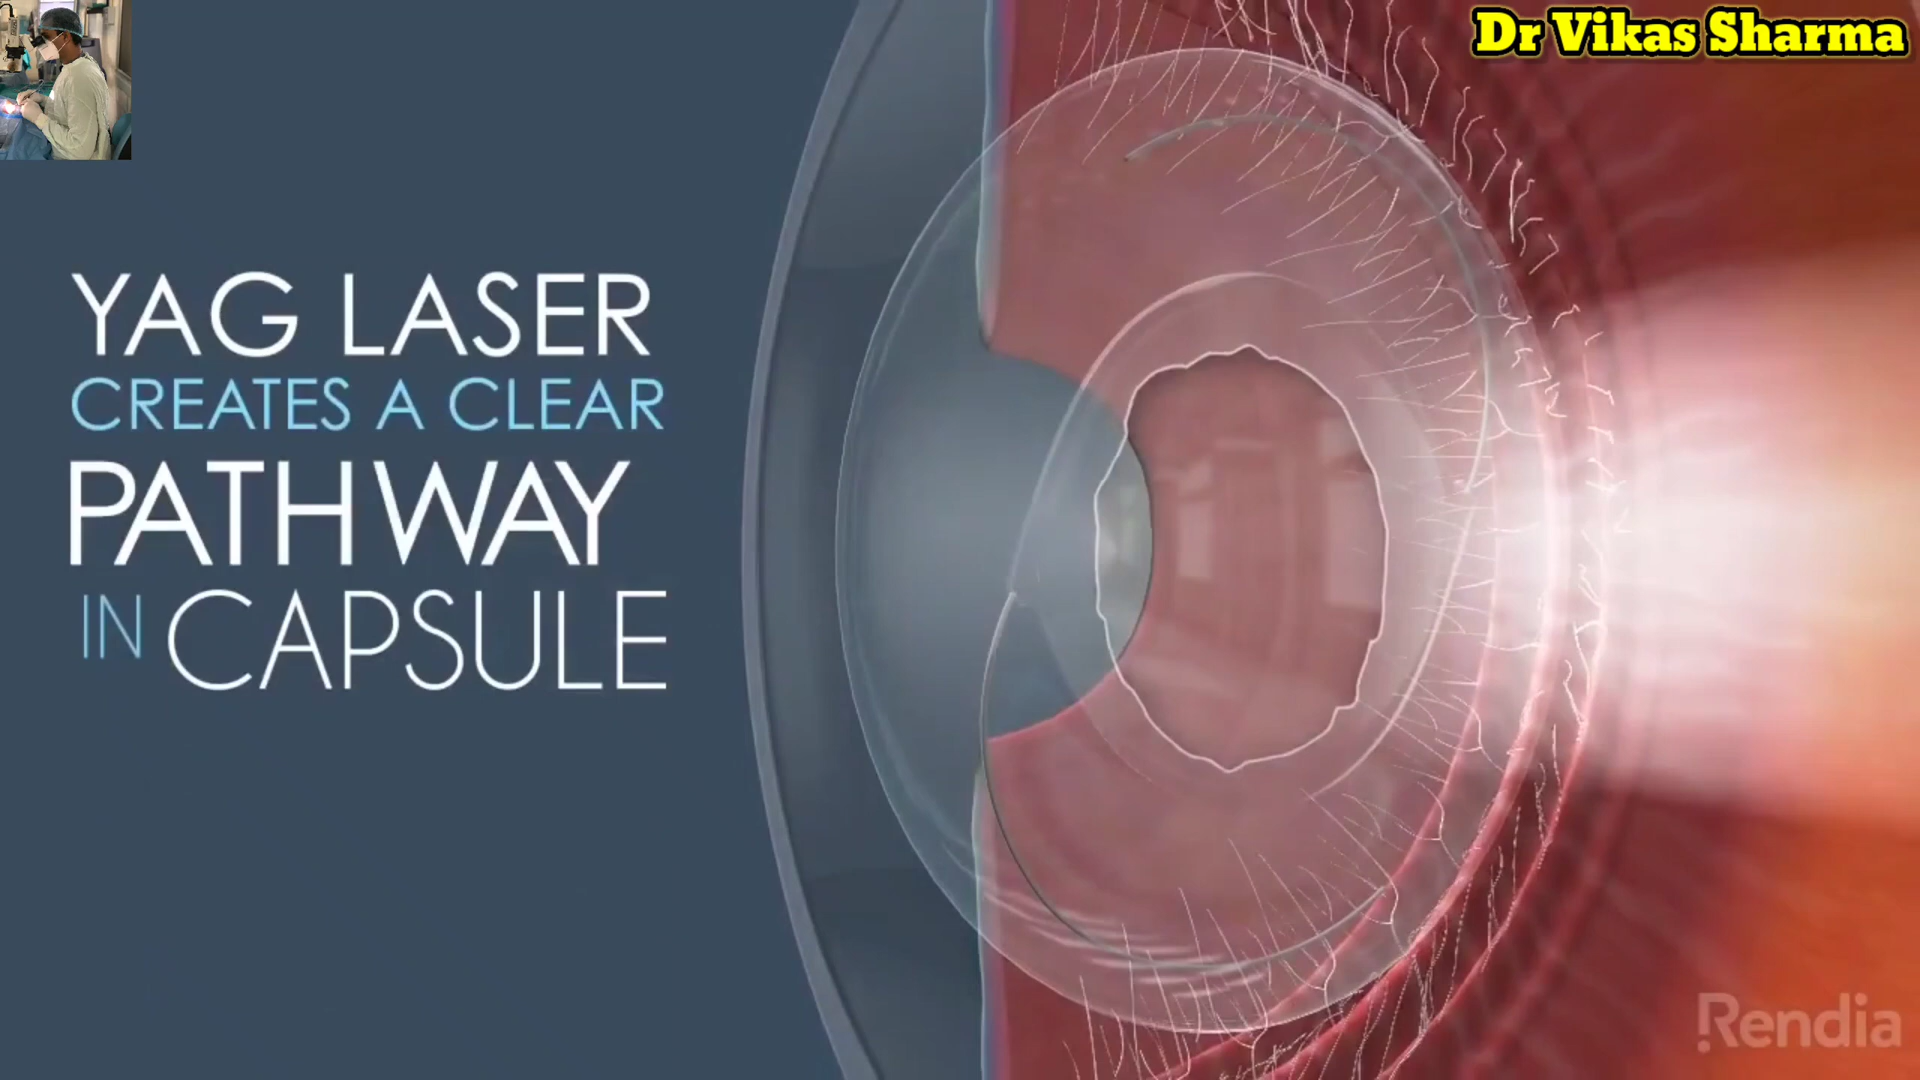 Dr Vikas Sharma
YAG LASER
CREATES A CLEAR
PATHWAY
IN CAPSULE
Rendia